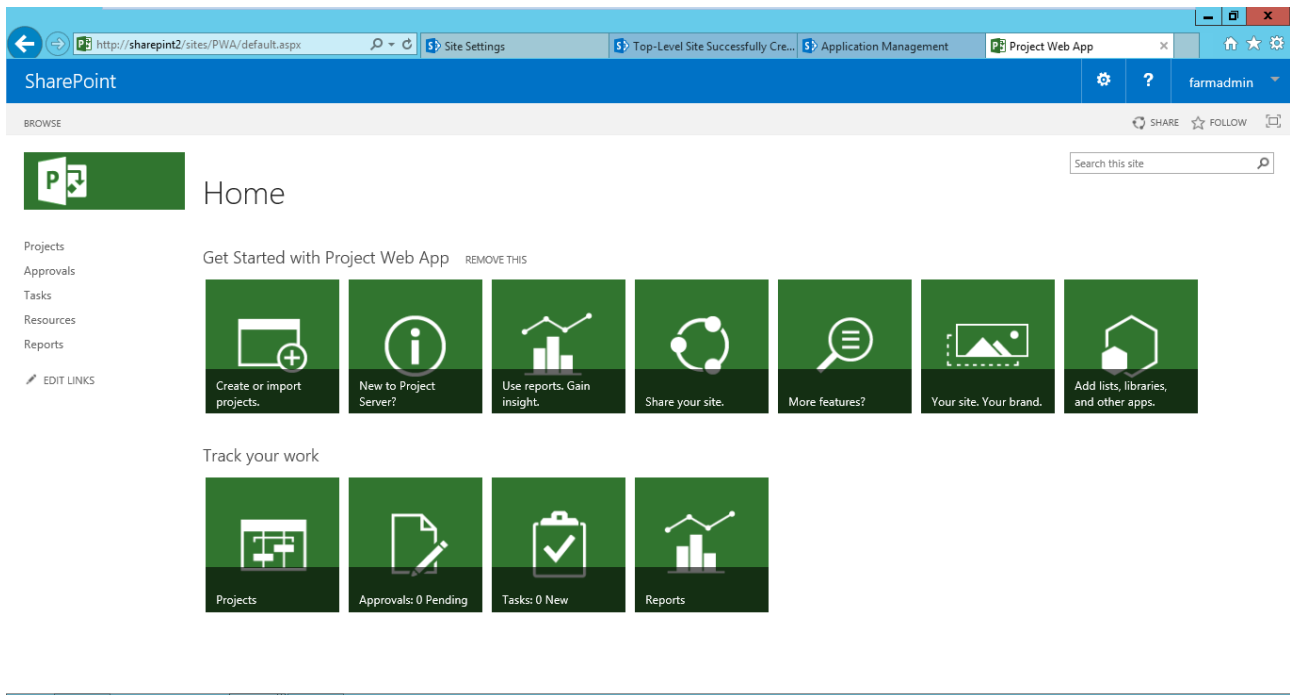 http://sharepint2/sites/PWA/default.aspx
Site Settings
Top-Level Site Successfully Cre...
Application Management
Project Web App
SharePoint
?
farmadmin
BROWSE
SHARE
FOLLOW
Search this site
P
Home
Projects
Approvals
Tasks
Resources
Reports
EDIT LINKS
Get Started with Project Web App REMOVE THIS
Create or import
projects.
New to Project
Server?
Use reports. Gain
insight.
Share your site.
More features?
Your site. Your brand.
Add lists, libraries,
and other apps.
Track your work
Projects
Approvals: 0 Pending
Tasks: 0 New
Reports